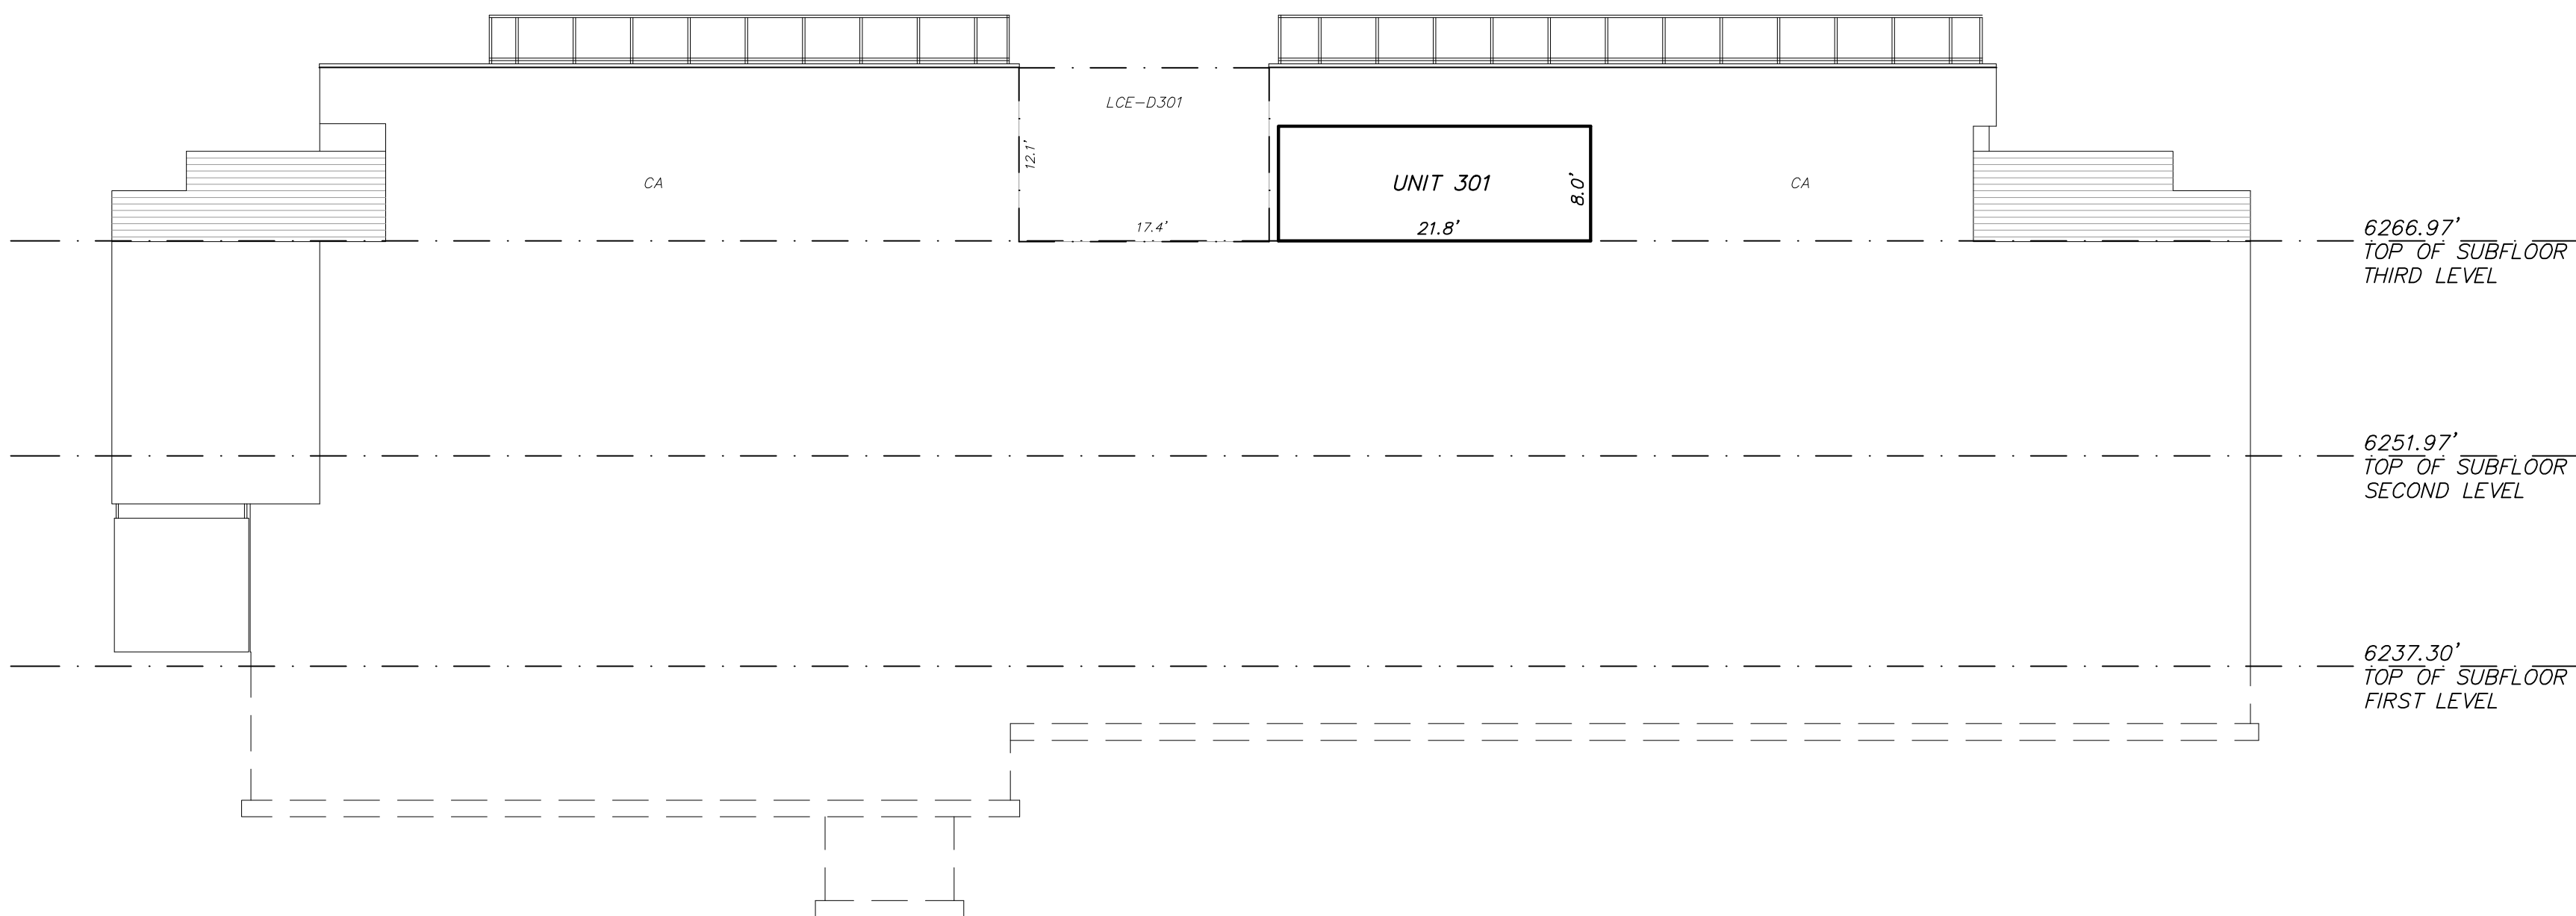 LCE-D301
12.1'
CA
UNIT 301
8.0'
CA
17.4'
21.8'
6266.97'
TOP OF SUBFLOOR
THIRD LEVEL
6251.97'
TOP OF SUBFLOOR
SECOND LEVEL
6237.30'
TOP OF SUBFLOOR
FIRST LEVEL